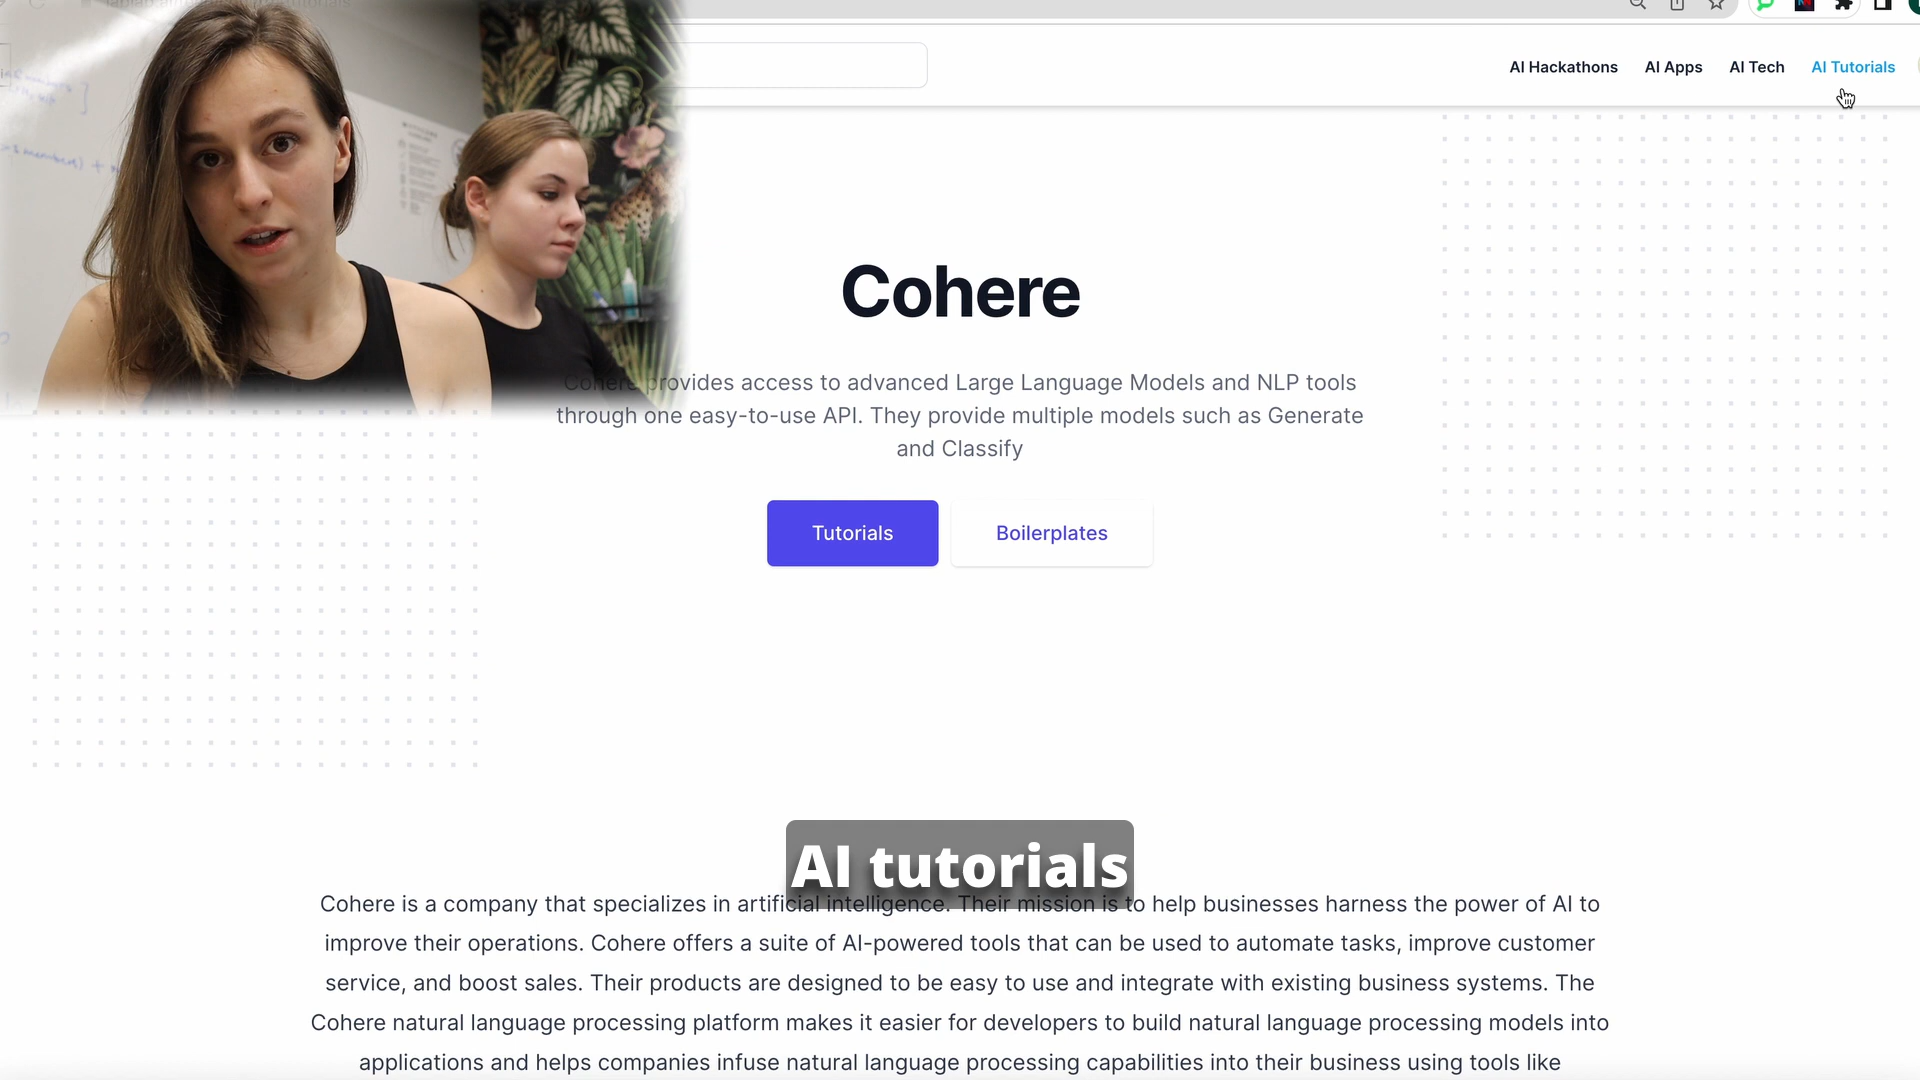 AI Hackathons AI Apps AI Tech AI Tutorials
Cohere
Cohere provides access to advanced Large Language Models and NLP tools
through one easy-to-use API. They provide multiple models such as Generate
and Classify
Tutorials Boilerplates
AI tutorials
Cohere is a company that specializes in artificial intelligence. Their mission is to help businesses harness the power of AI to
improve their operations. Cohere offers a suite of AI-powered tools that can be used to automate tasks, improve customer
service, and boost sales. Their products are designed to be easy to use and integrate with existing business systems. The
Cohere natural language processing platform makes it easier for developers to build natural language processing models into
applications and helps companies infuse natural language processing capabilities into their business using tools like